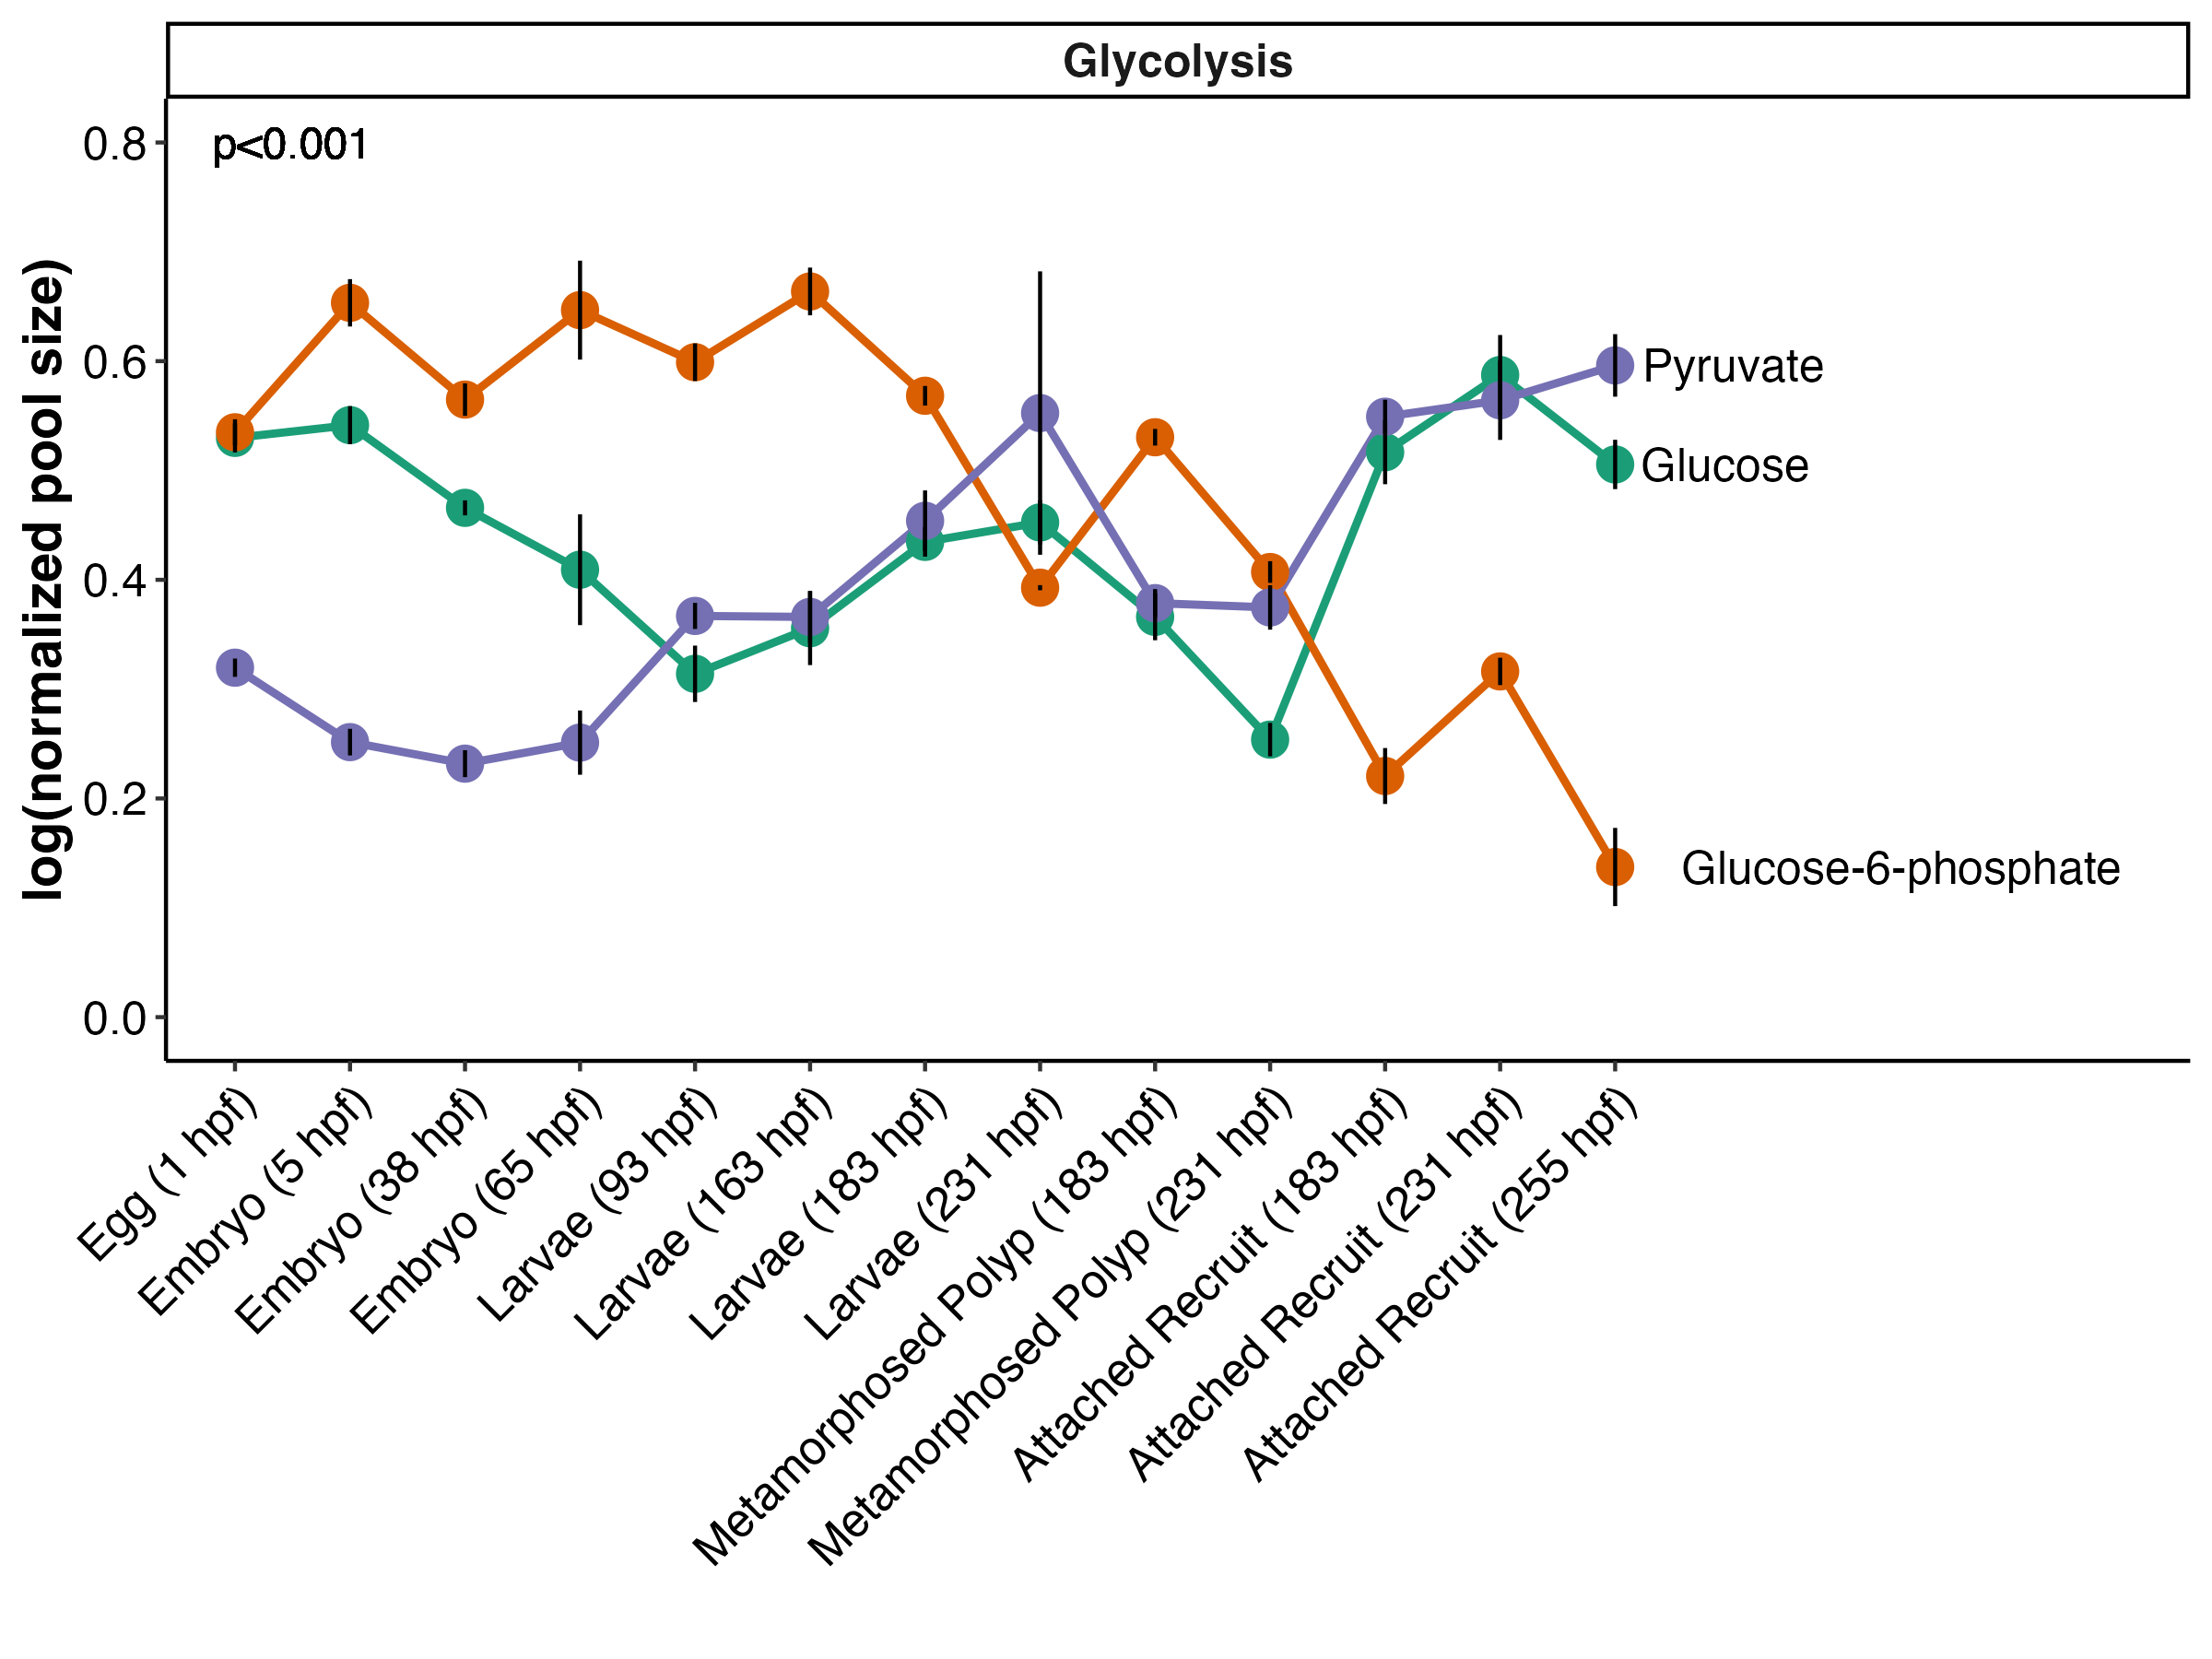 Glycolysis
p<0.001
log(normalized pool size)
0.8
0.6
0.4
0.2
0.0
Pyruvate
Glucose
Glucose-6-phosphate
Egg (1 hpf)
Embryo (5 hpf)
Embryo (38 hpf)
Embryo (65 hpf)
Larvae (93 hpf)
Larvae (163 hpf)
Larvae (183 hpf)
Larvae (231 hpf)
Metamorphosed Polyp (183 hpf)
Metamorphosed Polyp (231 hpf)
Attached Recruit (183 hpf)
Attached Recruit (231 hpf)
Attached Recruit (255 hpf)